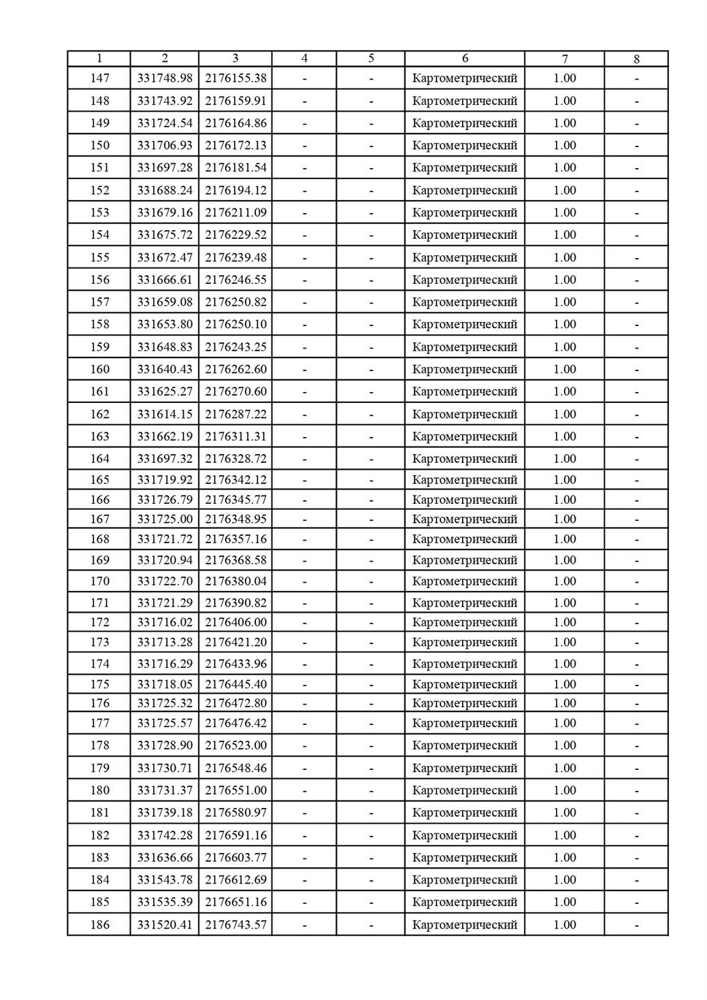 1 2 3 4 5 6 7 8
147 331748.98 2176155.38 - - Картометрический 1.00 -
148 331743.92 2176159.91 - - Картометрический 1.00 -
149 331724.54 2176164.86 - - Картометрический 1.00 -
150 331706.93 2176172.13 - - Картометрический 1.00 -
151 331697.28 2176181.54 - - Картометрический 1.00 -
152 331688.24 2176194.12 - - Картометрический 1.00 -
153 331679.16 2176211.09 - - Картометрический 1.00 -
154 331675.72 2176229.52 - - Картометрический 1.00 -
155 331672.47 2176239.48 - - Картометрический 1.00 -
156 331666.61 2176246.55 - - Картометрический 1.00 -
157 331659.08 2176250.82 - - Картометрический 1.00 -
158 331653.80 2176250.10 - - Картометрический 1.00 -
159 331648.83 2176243.25 - - Картометрический 1.00 -
160 331640.43 2176262.60 - - Картометрический 1.00 -
161 331625.27 2176270.60 - - Картометрический 1.00 -
162 331614.15 2176287.22 - - Картометрический 1.00 -
163 331662.19 2176311.31 - - Картометрический 1.00 -
164 331697.32 2176328.72 - - Картометрический 1.00 -
165 331719.92 2176342.12 - - Картометрический 1.00 -
166 331726.79 2176345.77 - - Картометрический 1.00 -
167 331725.00 2176348.95 - - Картометрический 1.00 -
168 331721.72 2176357.16 - - Картометрический 1.00 -
169 331720.94 2176368.58 - - Картометрический 1.00 -
170 331722.70 2176380.04 - - Картометрический 1.00 -
171 331721.29 2176390.82 - - Картометрический 1.00 -
172 331716.02 2176406.00 - - Картометрический 1.00 -
173 331713.28 2176421.20 - - Картометрический 1.00 -
174 331716.29 2176433.96 - - Картометрический 1.00 -
175 331718.05 2176445.40 - - Картометрический 1.00 -
176 331725.32 2176472.80 - - Картометрический 1.00 -
177 331725.57 2176476.42 - - Картометрический 1.00 -
178 331728.90 2176523.00 - - Картометрический 1.00 -
179 331730.71 2176548.46 - - Картометрический 1.00 -
180 331731.37 2176551.00 - - Картометрический 1.00 -
181 331739.18 2176580.97 - - Картометрический 1.00 -
182 331742.28 2176591.16 - - Картометрический 1.00 -
183 331636.66 2176603.77 - - Картометрический 1.00 -
184 331543.78 2176612.69 - - Картометрический 1.00 -
185 331535.39 2176651.16 - - Картометрический 1.00 -
186 331520.41 2176743.57 - - Картометрический 1.00 -